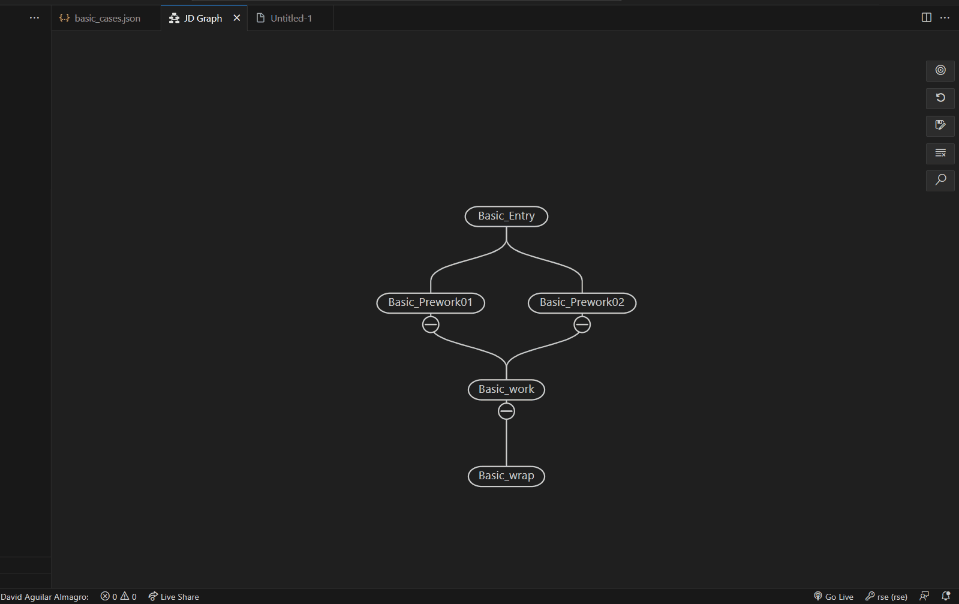 basic_cases.json
JD Graph
Untitled-1
Basic_Entry
Basic_Prework01
Basic_Prework02
Basic_work
Basic_wrap
David Aguilar Almagro:
0
0
Live Share
Go Live
rse (rse)